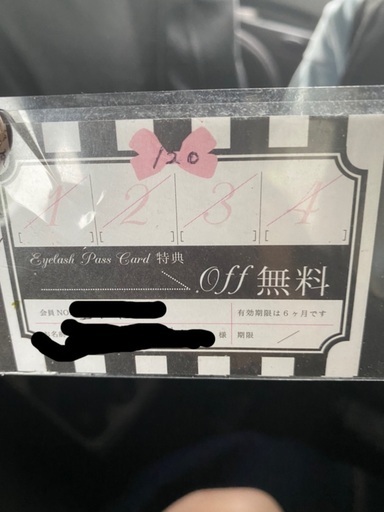 120
1 2 3 4
Eyelash Pass Card 特典
Off 無料
会員NO
有効期限は6ヶ月です
様 期限